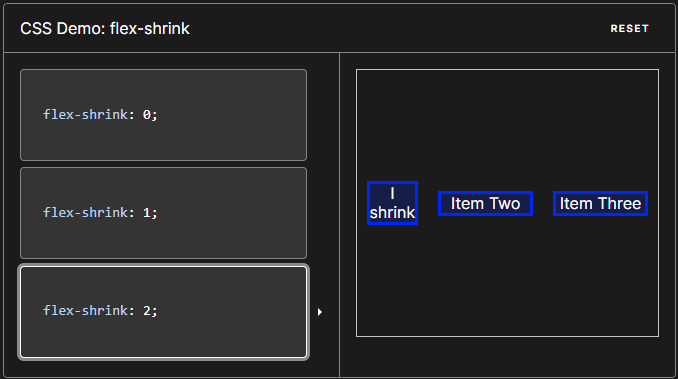 CSS Demo: flex-shrink
RESET
flex-shrink: 0;
flex-shrink: 1;
flex-shrink: 2;
I
shrink
Item Two
Item Three